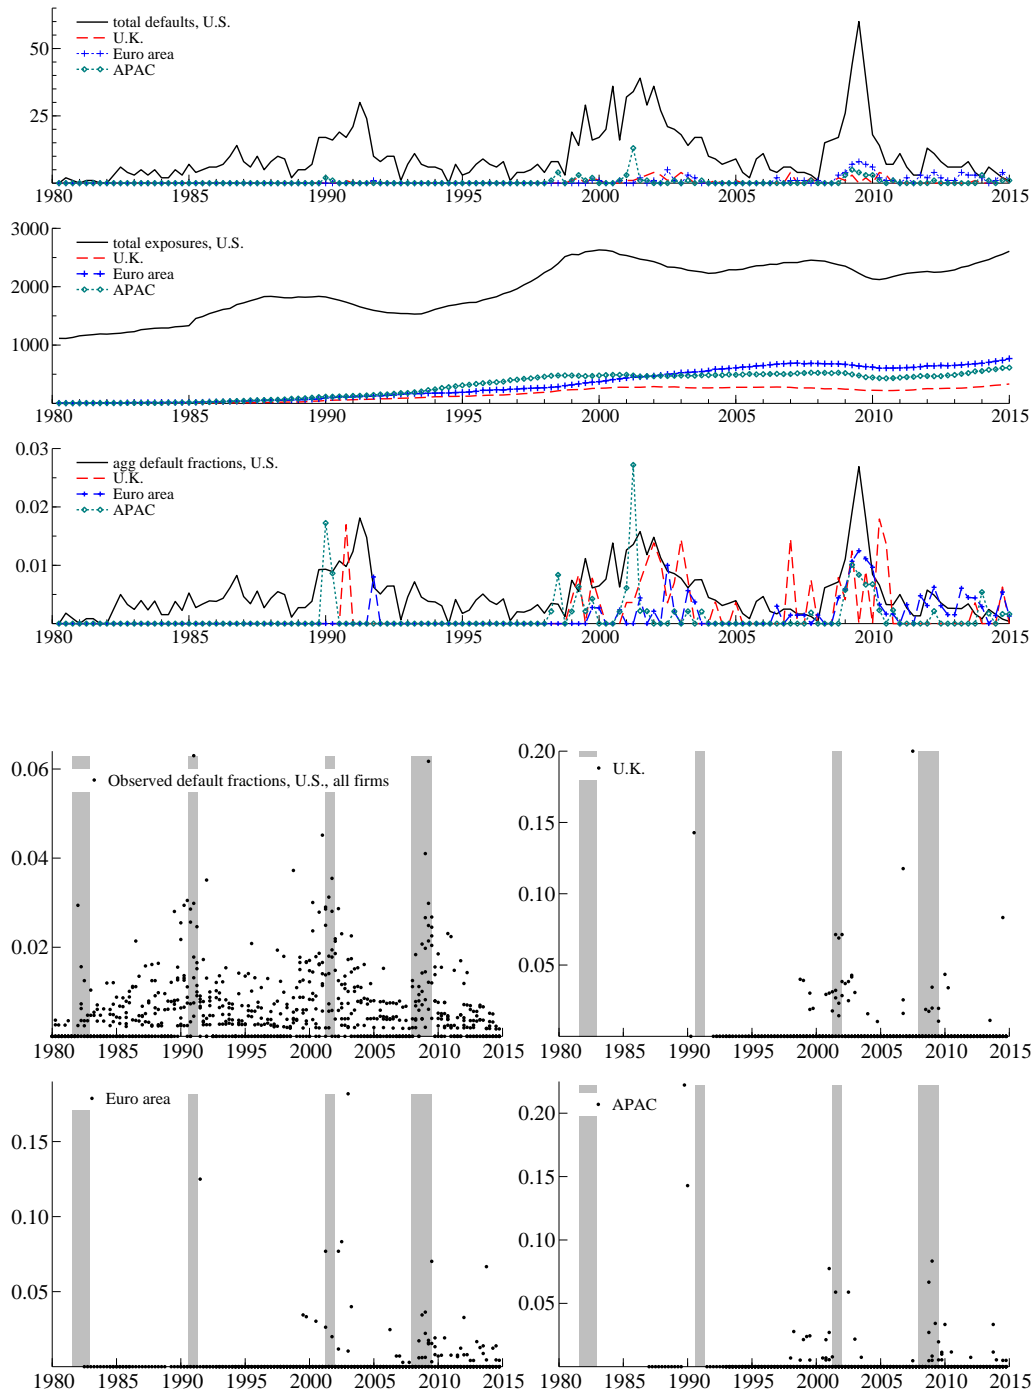 total defaults, U.S.
U.K.
Euro area
APAC
50
25
1980 1985 1990 1995 2000 2005 2010 2015
3000
total exposures, U.S.
U.K.
Euro area
APAC
2000
1000
1980 1985 1990 1995 2000 2005 2010 2015
0.03
agg default fractions, U.S.
U.K.
Euro area
APAC
0.02
0.01
1980 1985 1990 1995 2000 2005 2010 2015
0.06
Observed default fractions, U.S., all firms
0.04
0.02
1980 1985 1990 1995 2000 2005 2010 2015
0.20
U.K.
0.15
0.10
0.05
1980 1985 1990 1995 2000 2005 2010 2015
Euro area
0.15
0.10
0.05
1980 1985 1990 1995 2000 2005 2010 2015
APAC
0.20
0.15
0.10
0.05
1980 1985 1990 1995 2000 2005 2010 2015